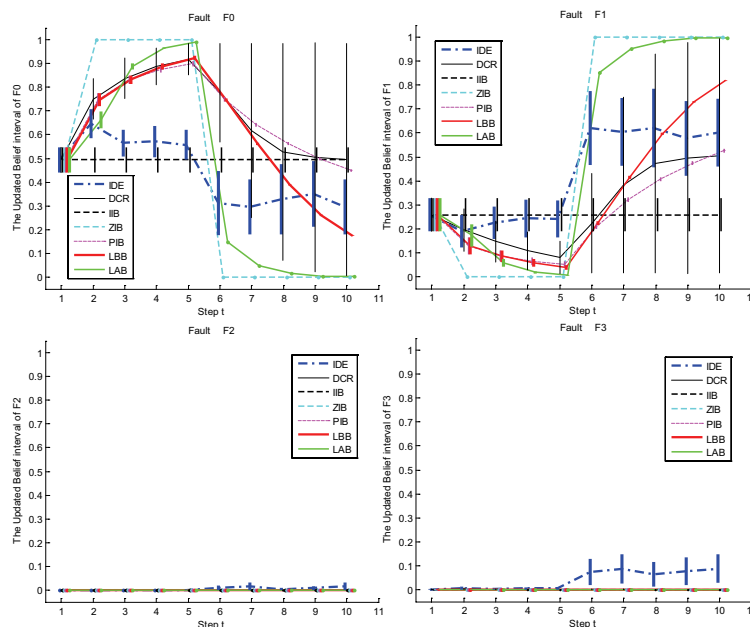 Fault F0
The Updated Belief interval of F0
1
0.9
0.8
0.7
0.6
0.5
0.4
0.3
0.2
0.1
0
IDE
DCR
IIB
ZIB
PIB
LBB
LAB
1 2 3 4 5 6 7 8 9 10 11
Step t
Fault F1
The Updated Belief interval of F1
1
0.9
0.8
0.7
0.6
0.5
0.4
0.3
0.2
0.1
0
IDE
DCR
IIB
ZIB
PIB
LBB
LAB
1 2 3 4 5 6 7 8 9 10 1
Step t
Fault F2
The Updated Belief interval of F2
1
0.9
0.8
0.7
0.6
0.5
0.4
0.3
0.2
0.1
0
IDE
DCR
IIB
ZIB
PIB
LBB
LAB
1 2 3 4 5 6 7 8 9 10 11
Step t
Fault F3
The Updated Belief interval of F3
1
0.9
0.8
0.7
0.6
0.5
0.4
0.3
0.2
0.1
0
IDE
DCR
IIB
ZIB
PIB
LBB
LAB
1 2 3 4 5 6 7 8 9 10 1
Step t